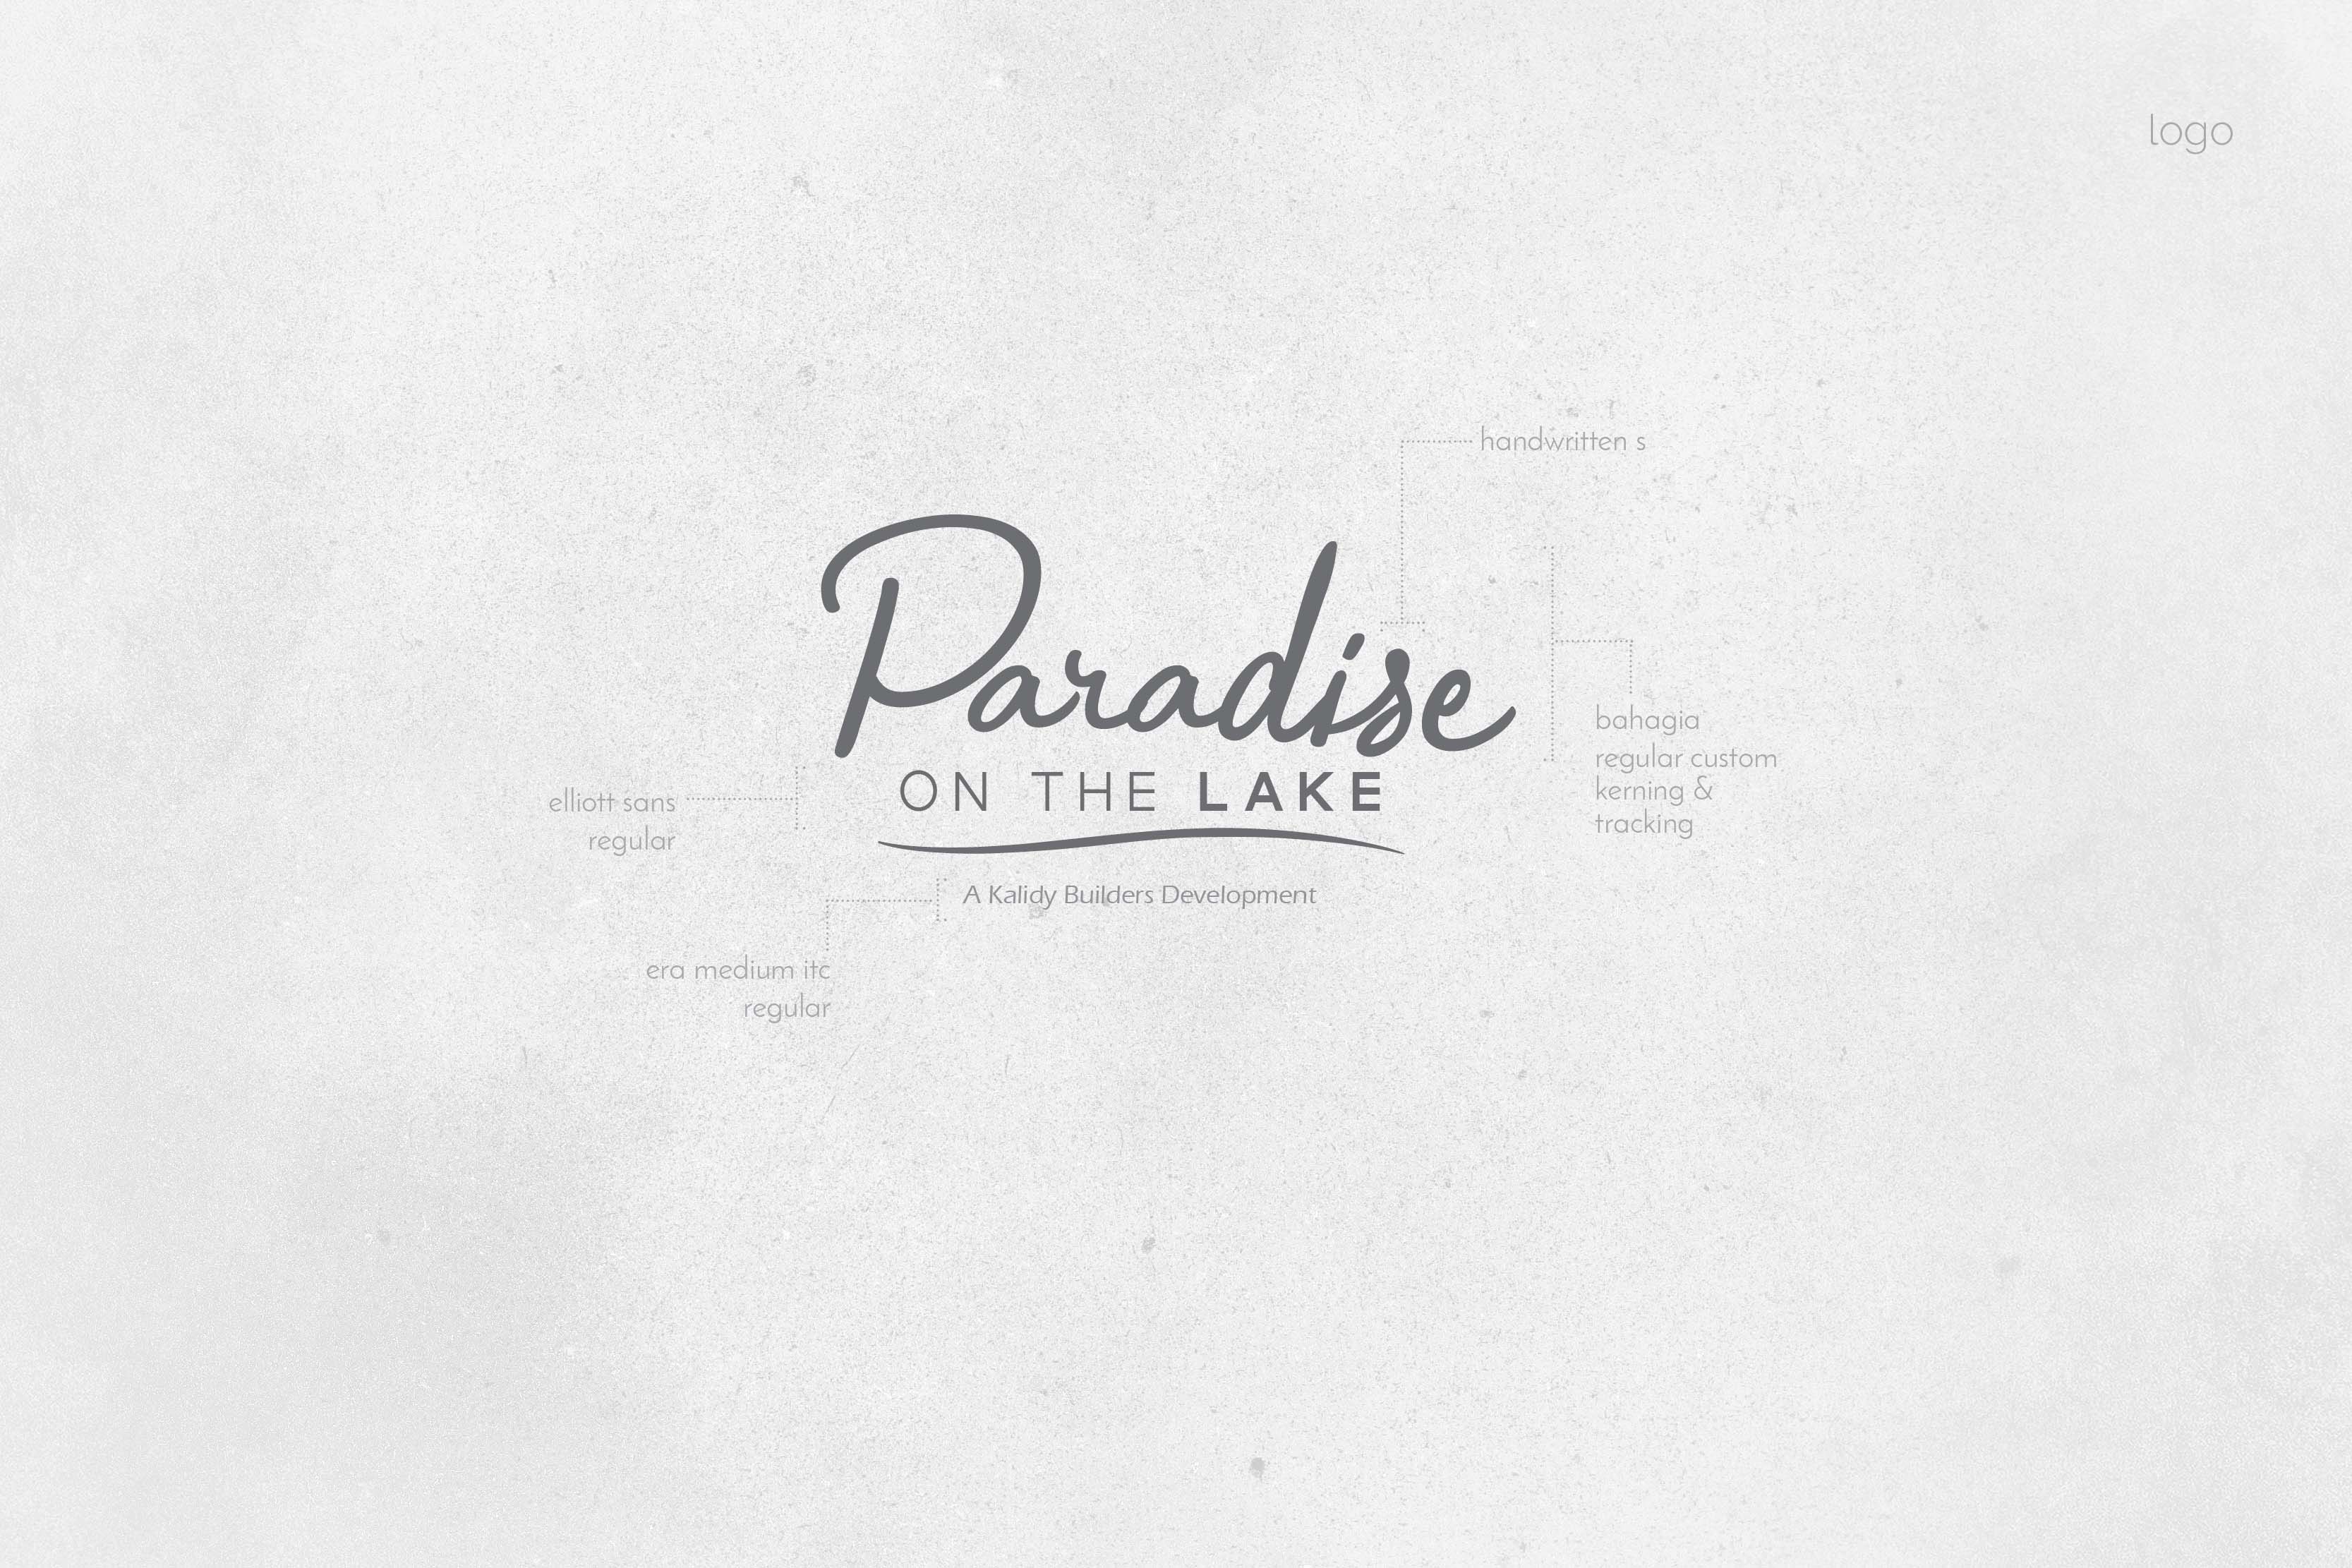 logo
handwritten s
Paradise
bahagia
regular custom
kerning &
tracking
ON THE LAKE
elliott sans
regular
A Kalidy Builders Development
era medium itc
regular